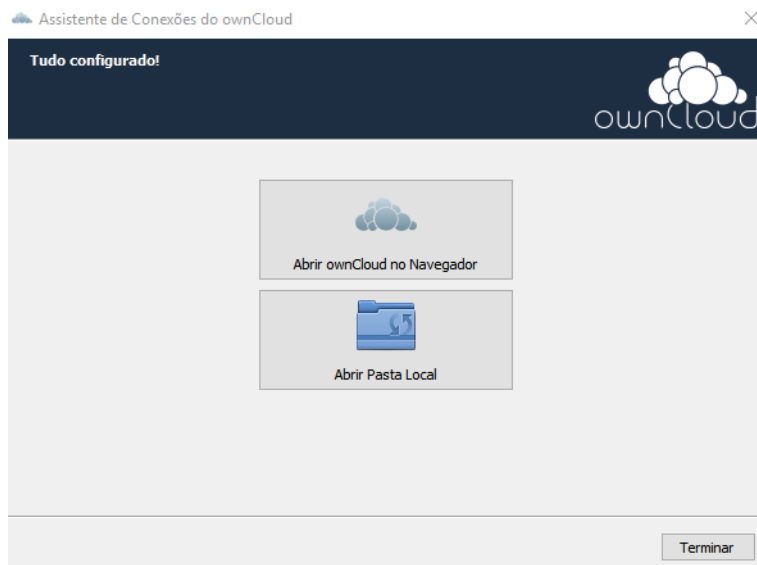 Assistente de Conexões do ownCloud
Tudo configurado!
ownCloud
Abrir ownCloud no Navegador
Abrir Pasta Local
Terminar